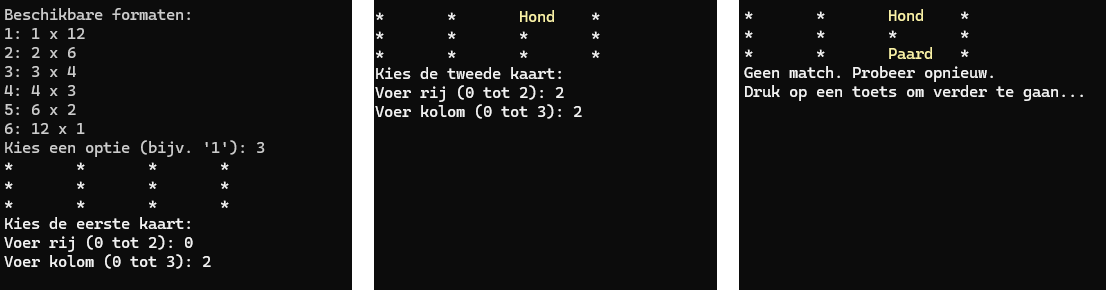 Beschikbare formaten:
1: 1 x 12
2: 2 x 6
3: 3 x 4
4: 4 x 3
5: 6 x 2
6: 12 x 1
Kies een optie (bijv. '1'): 3
* * * *
* * * *
* * * *
Kies de eerste kaart:
Voer rij (0 tot 2): 0
Voer kolom (0 tot 3): 2
* * Hond *
* * * *
* * * *
Kies de tweede kaart:
Voer rij (0 tot 2): 2
Voer kolom (0 tot 3): 2
* * Hond *
* * * *
* * Paard *
Geen match. Probeer opnieuw.
Druk op een toets om verder te gaan...